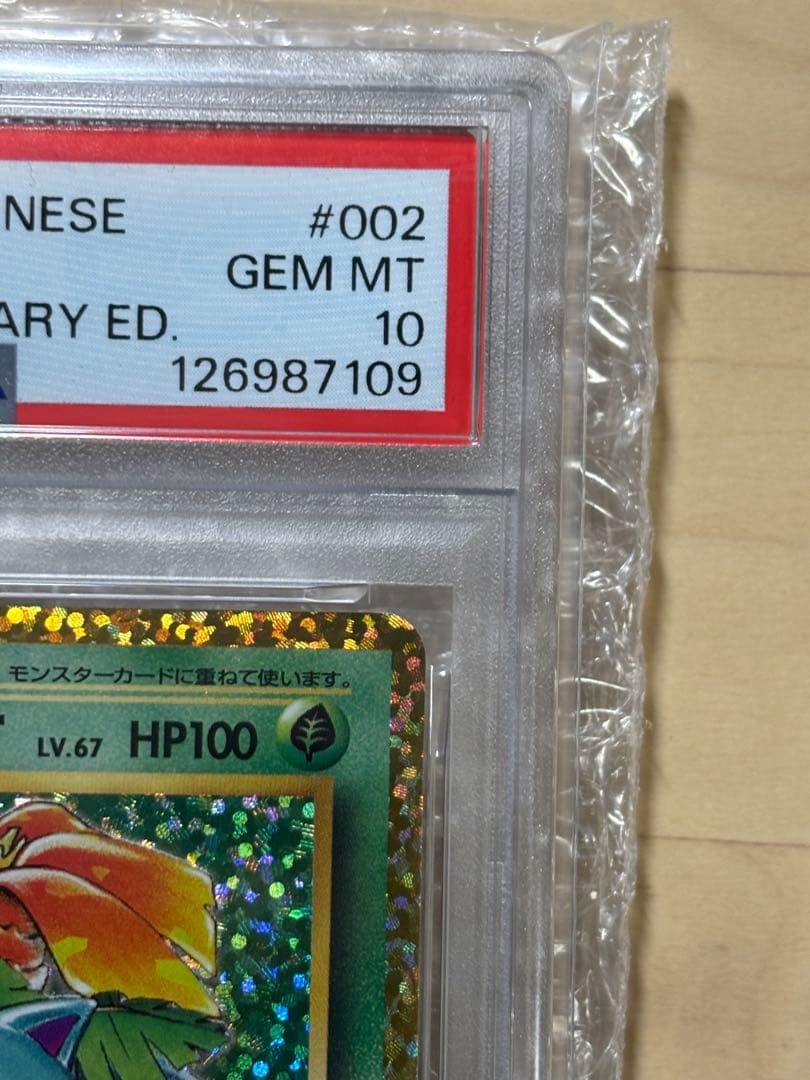 NESE #002
GEM MT
ARY ED. 10
126987109
モンスターカードに重ねて使います。
LV.67 HP100